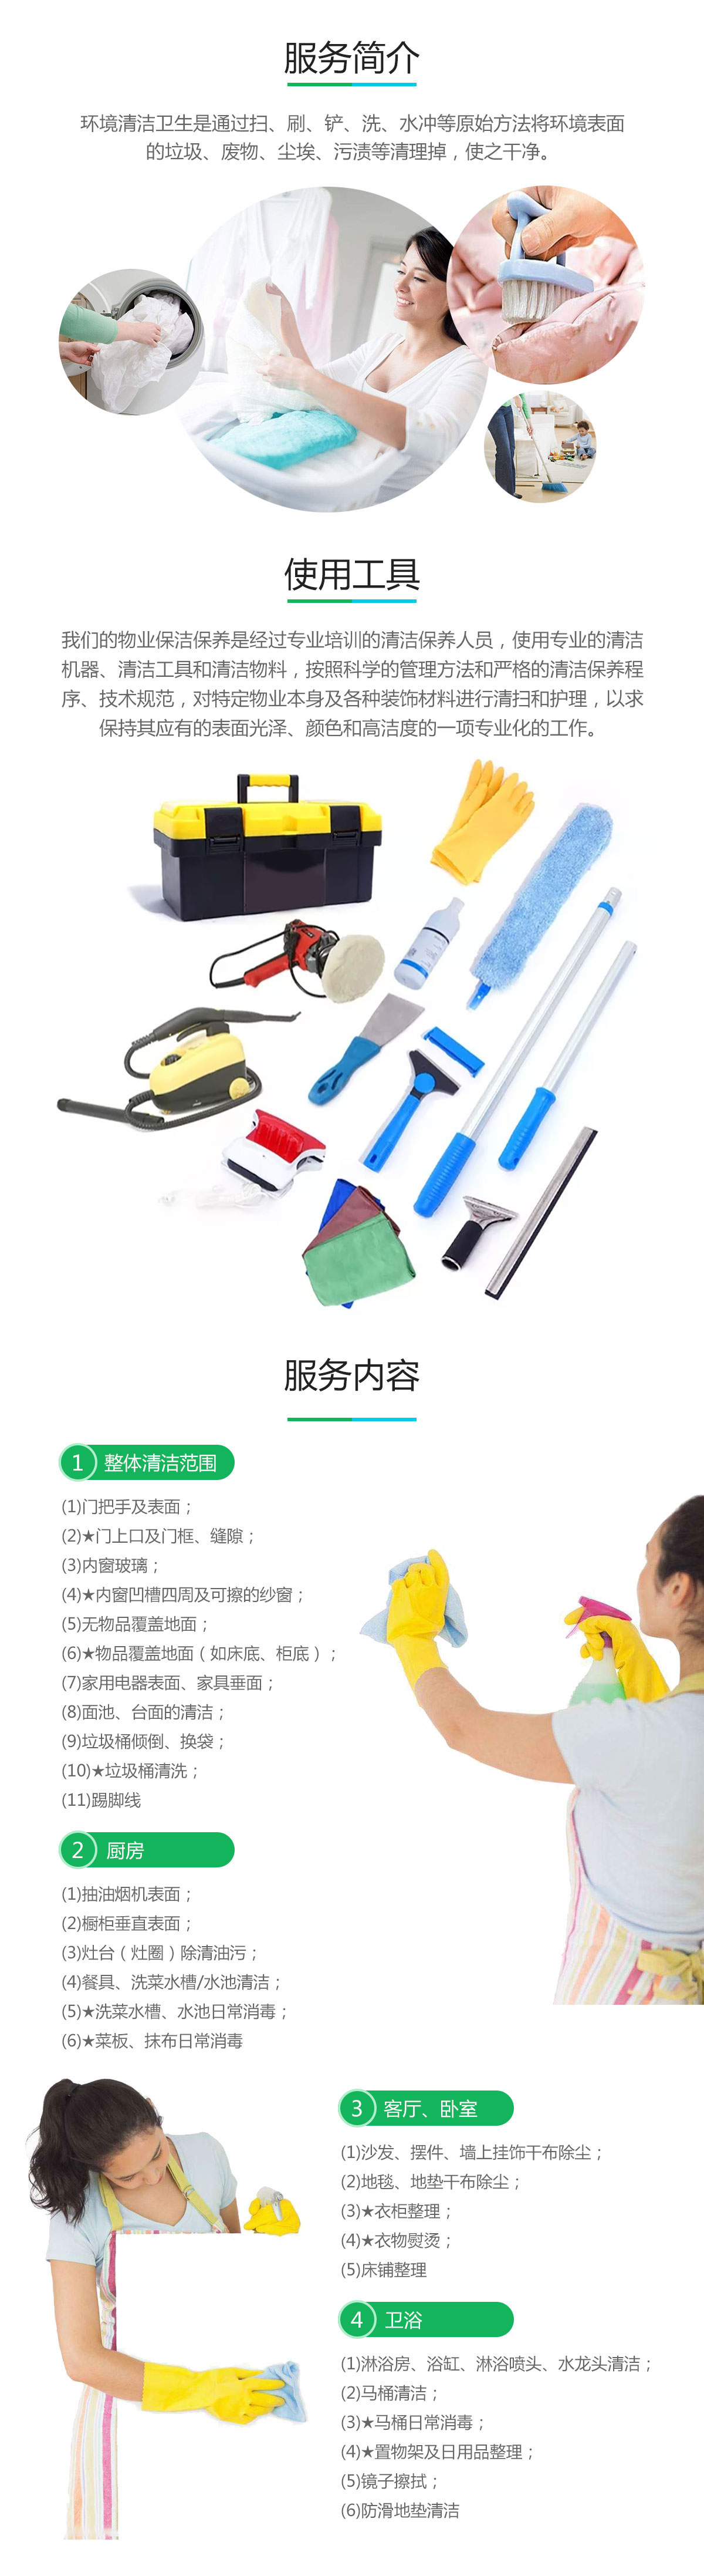 服务简介
环境清洁卫生是通过扫、刷、铲、洗、水冲等原始方法将环境表面
的垃圾、废物、尘埃、污渍等清理掉，使之干净。
使用工具
我们的物业保洁保养是经过专业培训的清洁保养人员，使用专业的清洁
机器、清洁工具和清洁物料，按照科学的管理方法和严格的清洁保养程
序、技术规范，对特定物业本身及各种装饰材料进行清扫和护理，以求
保持其应有的表面光泽、颜色和高洁度的一项专业化的工作。
服务内容
1 整体清洁范围
(1)门把手及表面；
(2)★门上口及门框、缝隙；
(3)内窗玻璃；
(4)★内窗凹槽四周及可擦的纱窗；
(5)无物品覆盖地面；
(6)★物品覆盖地面（如床底、柜底）；
(7)家用电器表面、家具垂面；
(8)面池、台面的清洁；
(9)垃圾桶倾倒、换袋；
(10)★垃圾桶清洗；
(11)踢脚线
2 厨房
(1)抽油烟机表面；
(2)橱柜垂直表面；
(3)灶台（灶圈）除清油污；
(4)餐具、洗菜水槽/水池清洁；
(5)★洗菜水槽、水池日常消毒；
(6)★菜板、抹布日常消毒
3 客厅、卧室
(1)沙发、摆件、墙上挂饰干布除尘；
(2)地毯、地垫干布除尘；
(3)★衣柜整理；
(4)★衣物熨烫；
(5)床铺整理
4 卫浴
(1)淋浴房、浴缸、淋浴喷头、水龙头清洁；
(2)马桶清洁；
(3)★马桶日常消毒；
(4)★置物架及日用品整理；
(5)镜子擦拭；
(6)防滑地垫清洁